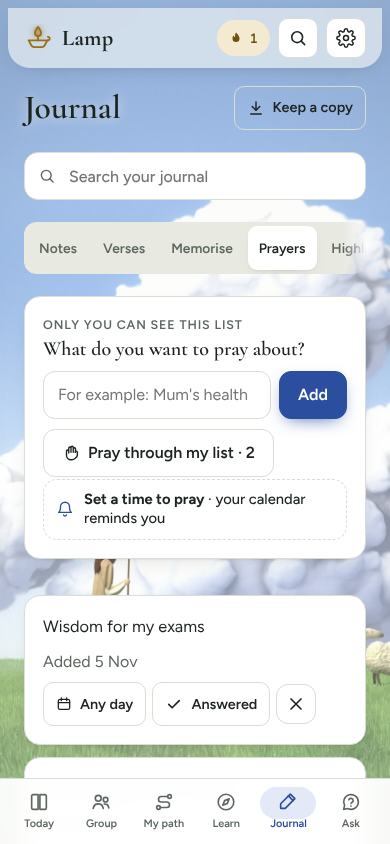 Lamp
1
Journal
Keep a copy
Search your journal
Notes
Verses
Memorise
Prayers
High
ONLY YOU CAN SEE THIS LIST
What do you want to pray about?
For example: Mum's health
Add
Pray through my list · 2
Set a time to pray · your calendar
reminds you
Wisdom for my exams
Added 5 Nov
Any day
Answered
Today
Group
My path
Learn
Journal
Ask